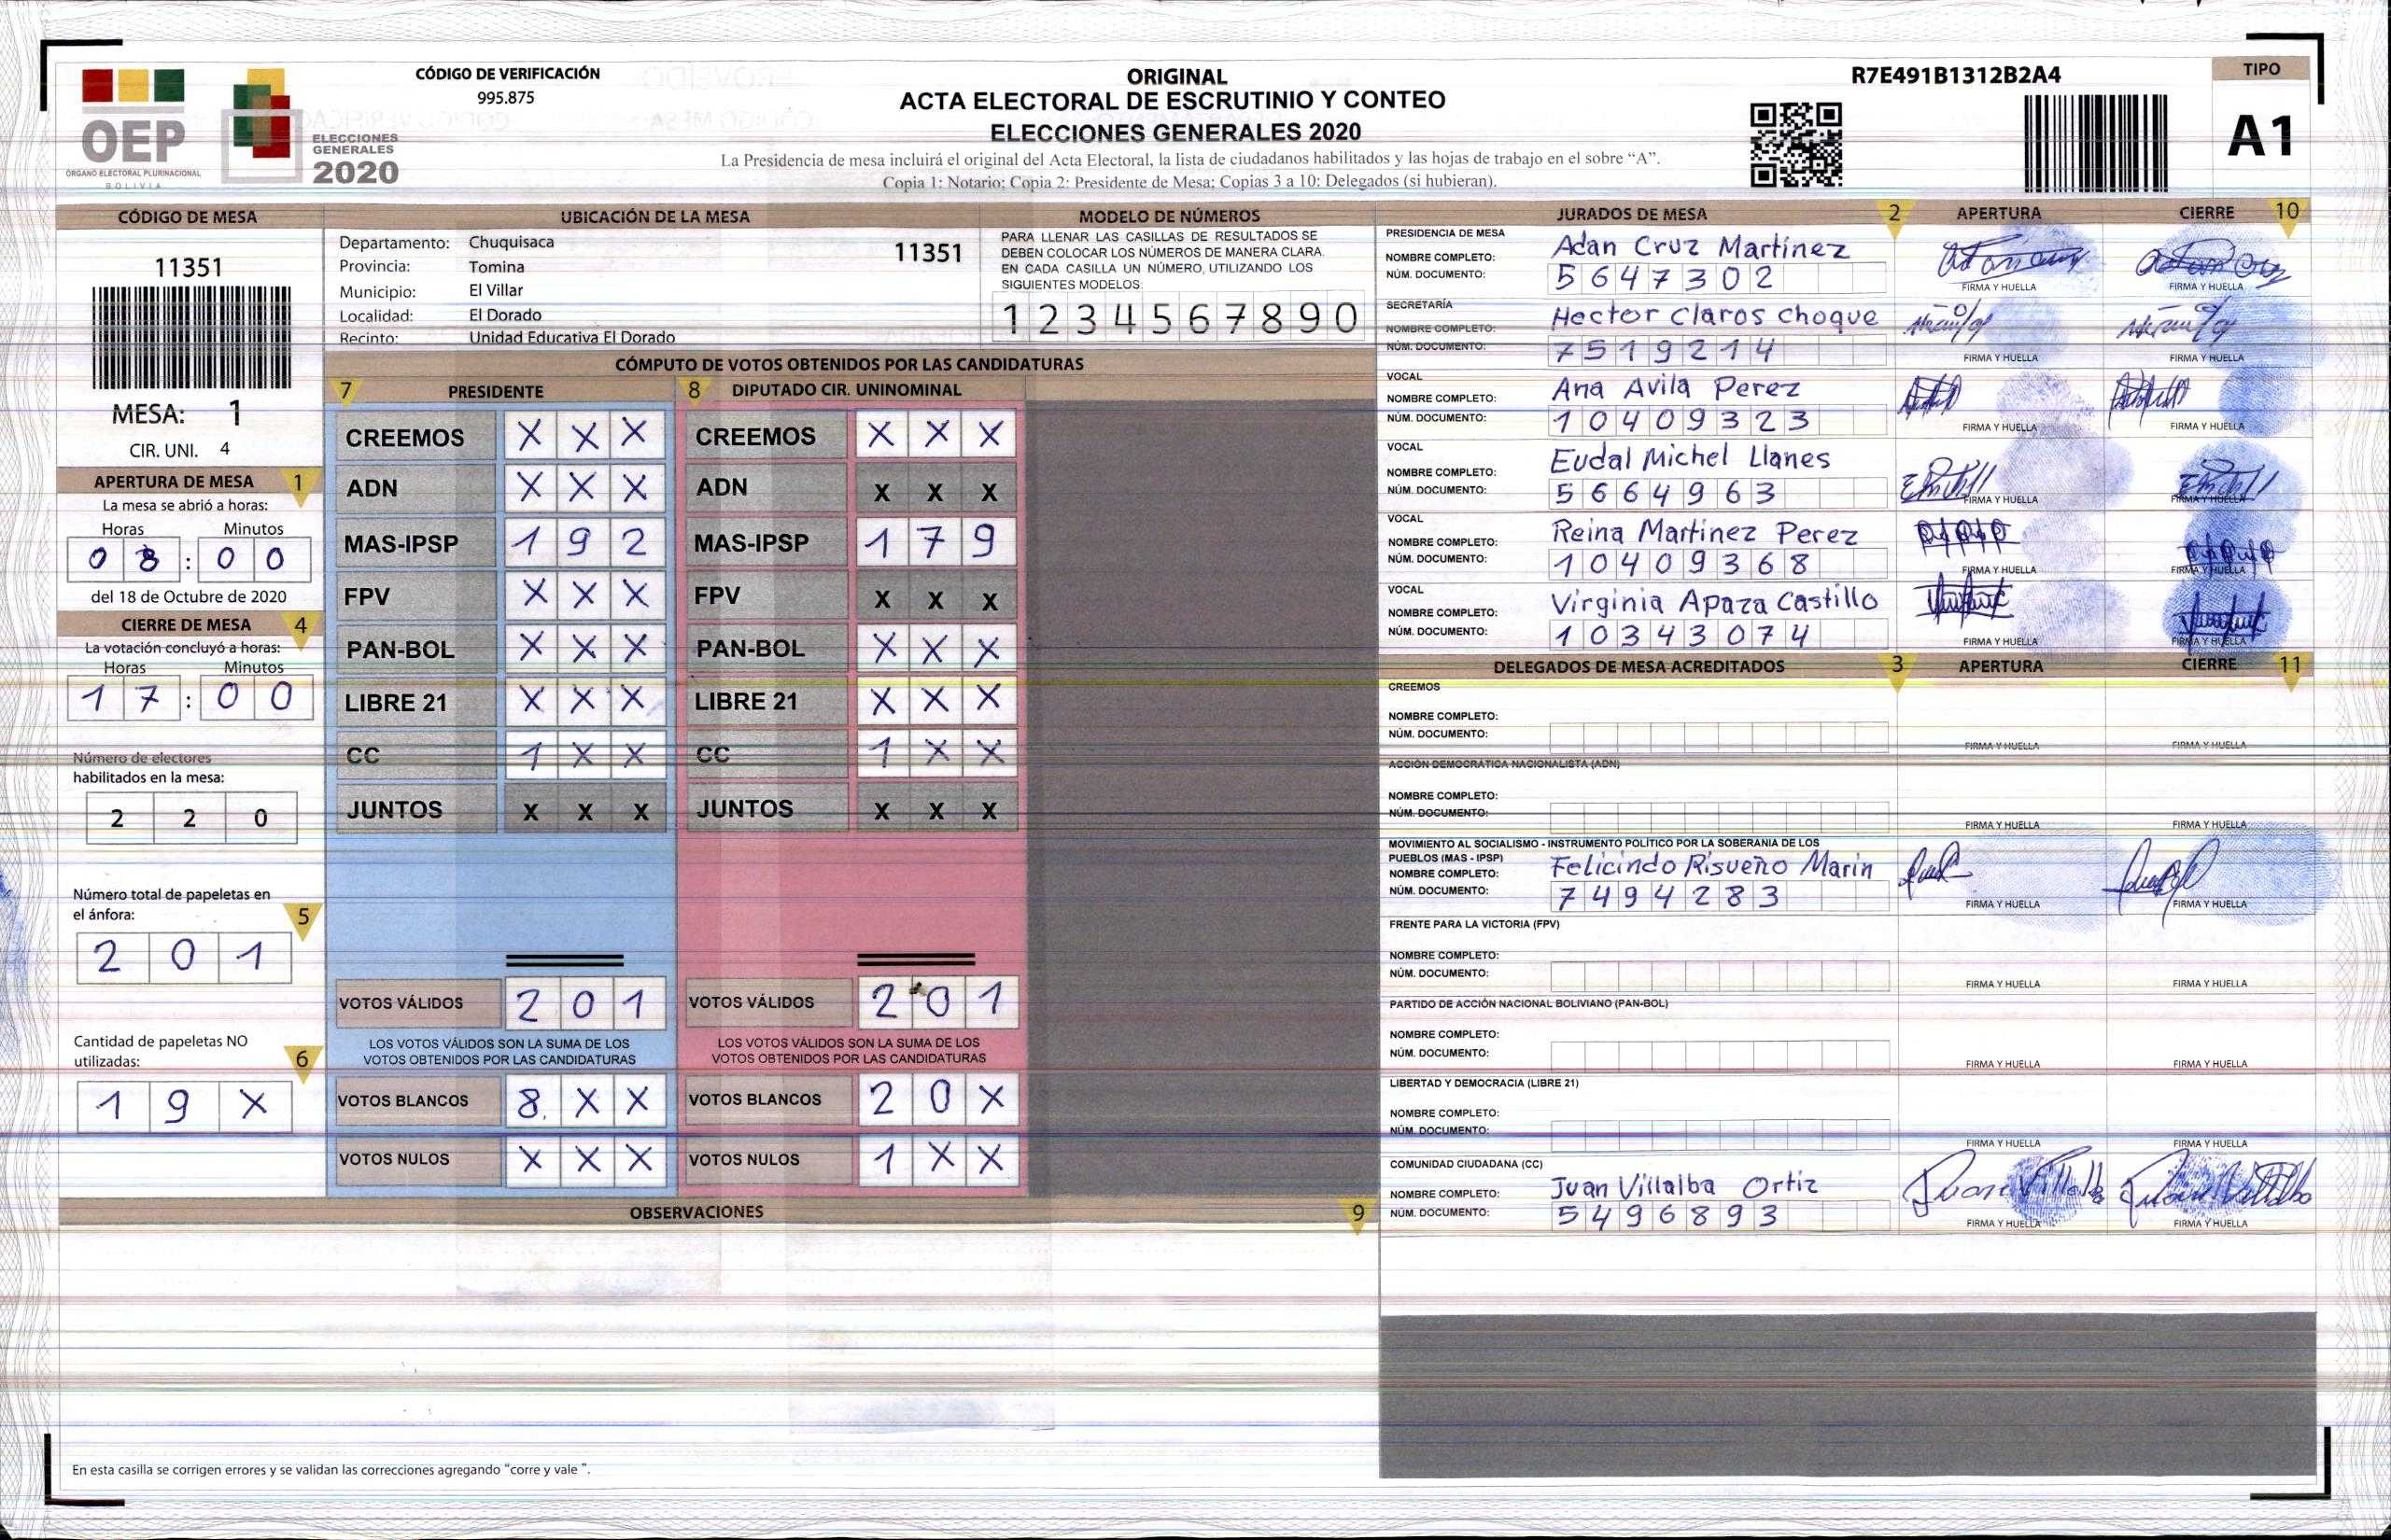 CÓDIGO DE VERIFICACIÓN
995.875
OEP
ÓRGANO ELECTORAL PLURINACIONAL
BOLIVIA
ELECCIONES
GENERALES
2020
ORIGINAL
ACTA ELECTORAL DE ESCRUTINIO Y CONTEO
ELECCIONES GENERALES 2020
La Presidencia de mesa incluirá el original del Acta Electoral, la lista de ciudadanos habilitados y las hojas de trabajo en el sobre “A”.
Copia 1: Notario; Copia 2: Presidente de Mesa; Copias 3 a 10: Delegados (si hubieran).
R7E491B1312B2A4
TIPO
A1
CÓDIGO DE MESA
11351
MESA: 1
CIR. UNI. 4
APERTURA DE MESA 1
La mesa se abrió a horas:
Horas Minutos
0 8 : 0 0
del 18 de Octubre de 2020
CIERRE DE MESA 4
La votación concluyó a horas:
Horas Minutos
1 7 : 0 0
Número de electores
habilitados en la mesa:
2 2 0
Número total de papeletas en
el ánfora:
5
2 0 1
Cantidad de papeletas NO
utilizadas:
6
1 9 X
UBICACIÓN DE LA MESA
Departamento: Chuquisaca
11351
Provincia: Tomina
Municipio: El Villar
Localidad: El Dorado
Recinto: Unidad Educativa El Dorado
MODELO DE NÚMEROS
PARA LLENAR LAS CASILLAS DE RESULTADOS SE
DEBEN COLOCAR LOS NÚMEROS DE MANERA CLARA.
EN CADA CASILLA UN NÚMERO, UTILIZANDO LOS
SIGUIENTES MODELOS:
1 2 3 4 5 6 7 8 9 0
CÓMPUTO DE VOTOS OBTENIDOS POR LAS CANDIDATURAS
7 PRESIDENTE 8 DIPUTADO CIR. UNINOMINAL
CREEMOS X X X CREEMOS X X X
ADN X X X ADN X X X
MAS-IPSP 1 9 2 MAS-IPSP 1 7 9
FPV X X X FPV X X X
PAN-BOL X X X PAN-BOL X X X
LIBRE 21 X X X LIBRE 21 X X X
CC 1 X X CC 1 X X
JUNTOS X X X JUNTOS X X X
VOTOS VÁLIDOS 2 0 1 VOTOS VÁLIDOS 2 0 1
LOS VOTOS VÁLIDOS SON LA SUMA DE LOS LOS VOTOS VÁLIDOS SON LA SUMA DE LOS
VOTOS OBTENIDOS POR LAS CANDIDATURAS VOTOS OBTENIDOS POR LAS CANDIDATURAS
VOTOS BLANCOS 8 X X VOTOS BLANCOS 2 0 X
VOTOS NULOS X X X VOTOS NULOS 1 X X
OBSERVACIONES 9
En esta casilla se corrigen errores y se validan las correcciones agregando “corre y vale ”.
JURADOS DE MESA 2 APERTURA CIERRE 10
PRESIDENCIA DE MESA
NOMBRE COMPLETO: Adan Cruz Martinez
NÚM. DOCUMENTO: 5647302
FIRMA Y HUELLA FIRMA Y HUELLA
SECRETARÍA
NOMBRE COMPLETO: Hector Claros choque
NÚM. DOCUMENTO: 7519214
FIRMA Y HUELLA FIRMA Y HUELLA
VOCAL
NOMBRE COMPLETO: Ana Avila Perez
NÚM. DOCUMENTO: 10409323
FIRMA Y HUELLA FIRMA Y HUELLA
VOCAL
NOMBRE COMPLETO: Eudal Michel Llanes
NÚM. DOCUMENTO: 5664963
FIRMA Y HUELLA FIRMA Y HUELLA
VOCAL
NOMBRE COMPLETO: Reina Martinez Perez
NÚM. DOCUMENTO: 10409368
FIRMA Y HUELLA FIRMA Y HUELLA
VOCAL
NOMBRE COMPLETO: Virginia Apaza Castillo
NÚM. DOCUMENTO: 10343074
FIRMA Y HUELLA FIRMA Y HUELLA
DELEGADOS DE MESA ACREDITADOS 3 APERTURA CIERRE 11
CREEMOS
NOMBRE COMPLETO:
NÚM. DOCUMENTO:
FIRMA Y HUELLA FIRMA Y HUELLA
ACCIÓN DEMOCRÁTICA NACIONALISTA (ADN)
NOMBRE COMPLETO:
NÚM. DOCUMENTO:
FIRMA Y HUELLA FIRMA Y HUELLA
MOVIMIENTO AL SOCIALISMO - INSTRUMENTO POLÍTICO POR LA SOBERANIA DE LOS
PUEBLOS (MAS - IPSP)
NOMBRE COMPLETO: Felicindo Risueño Marin
NÚM. DOCUMENTO: 7494283
FIRMA Y HUELLA FIRMA Y HUELLA
FRENTE PARA LA VICTORIA (FPV)
NOMBRE COMPLETO:
NÚM. DOCUMENTO:
FIRMA Y HUELLA FIRMA Y HUELLA
PARTIDO DE ACCIÓN NACIONAL BOLIVIANO (PAN-BOL)
NOMBRE COMPLETO:
NÚM. DOCUMENTO:
FIRMA Y HUELLA FIRMA Y HUELLA
LIBERTAD Y DEMOCRACIA (LIBRE 21)
NOMBRE COMPLETO:
NÚM. DOCUMENTO:
FIRMA Y HUELLA FIRMA Y HUELLA
COMUNIDAD CIUDADANA (CC)
NOMBRE COMPLETO: Juan Villalba Ortiz
NÚM. DOCUMENTO: 5496893
FIRMA Y HUELLA FIRMA Y HUELLA